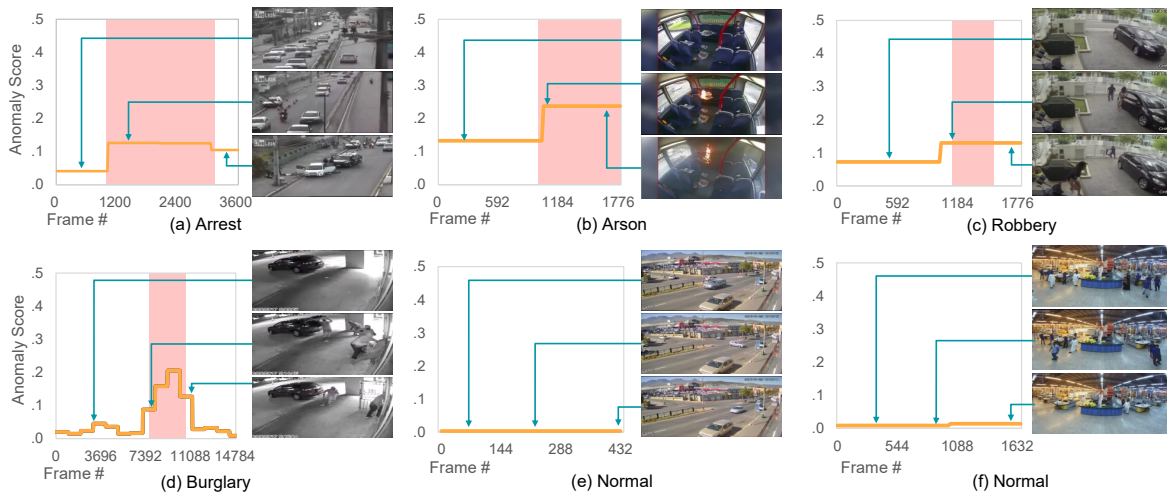 .5
.4
.3
.2
.1
.0
Anomaly Score
0 1200 2400 3600
Frame #
(a) Arrest
.5
.4
.3
.2
.1
.0
0 592 1184 1776
Frame #
(b) Arson
.5
.4
.3
.2
.1
.0
0 592 1184 1776
Frame #
(c) Robbery
.5
.4
.3
.2
.1
.0
Anomaly Score
0 3696 7392 11088 14784
Frame #
(d) Burglary
.5
.4
.3
.2
.1
.0
0 144 288 432
Frame #
(e) Normal
.5
.4
.3
.2
.1
.0
0 544 1088 1632
Frame #
(f) Normal